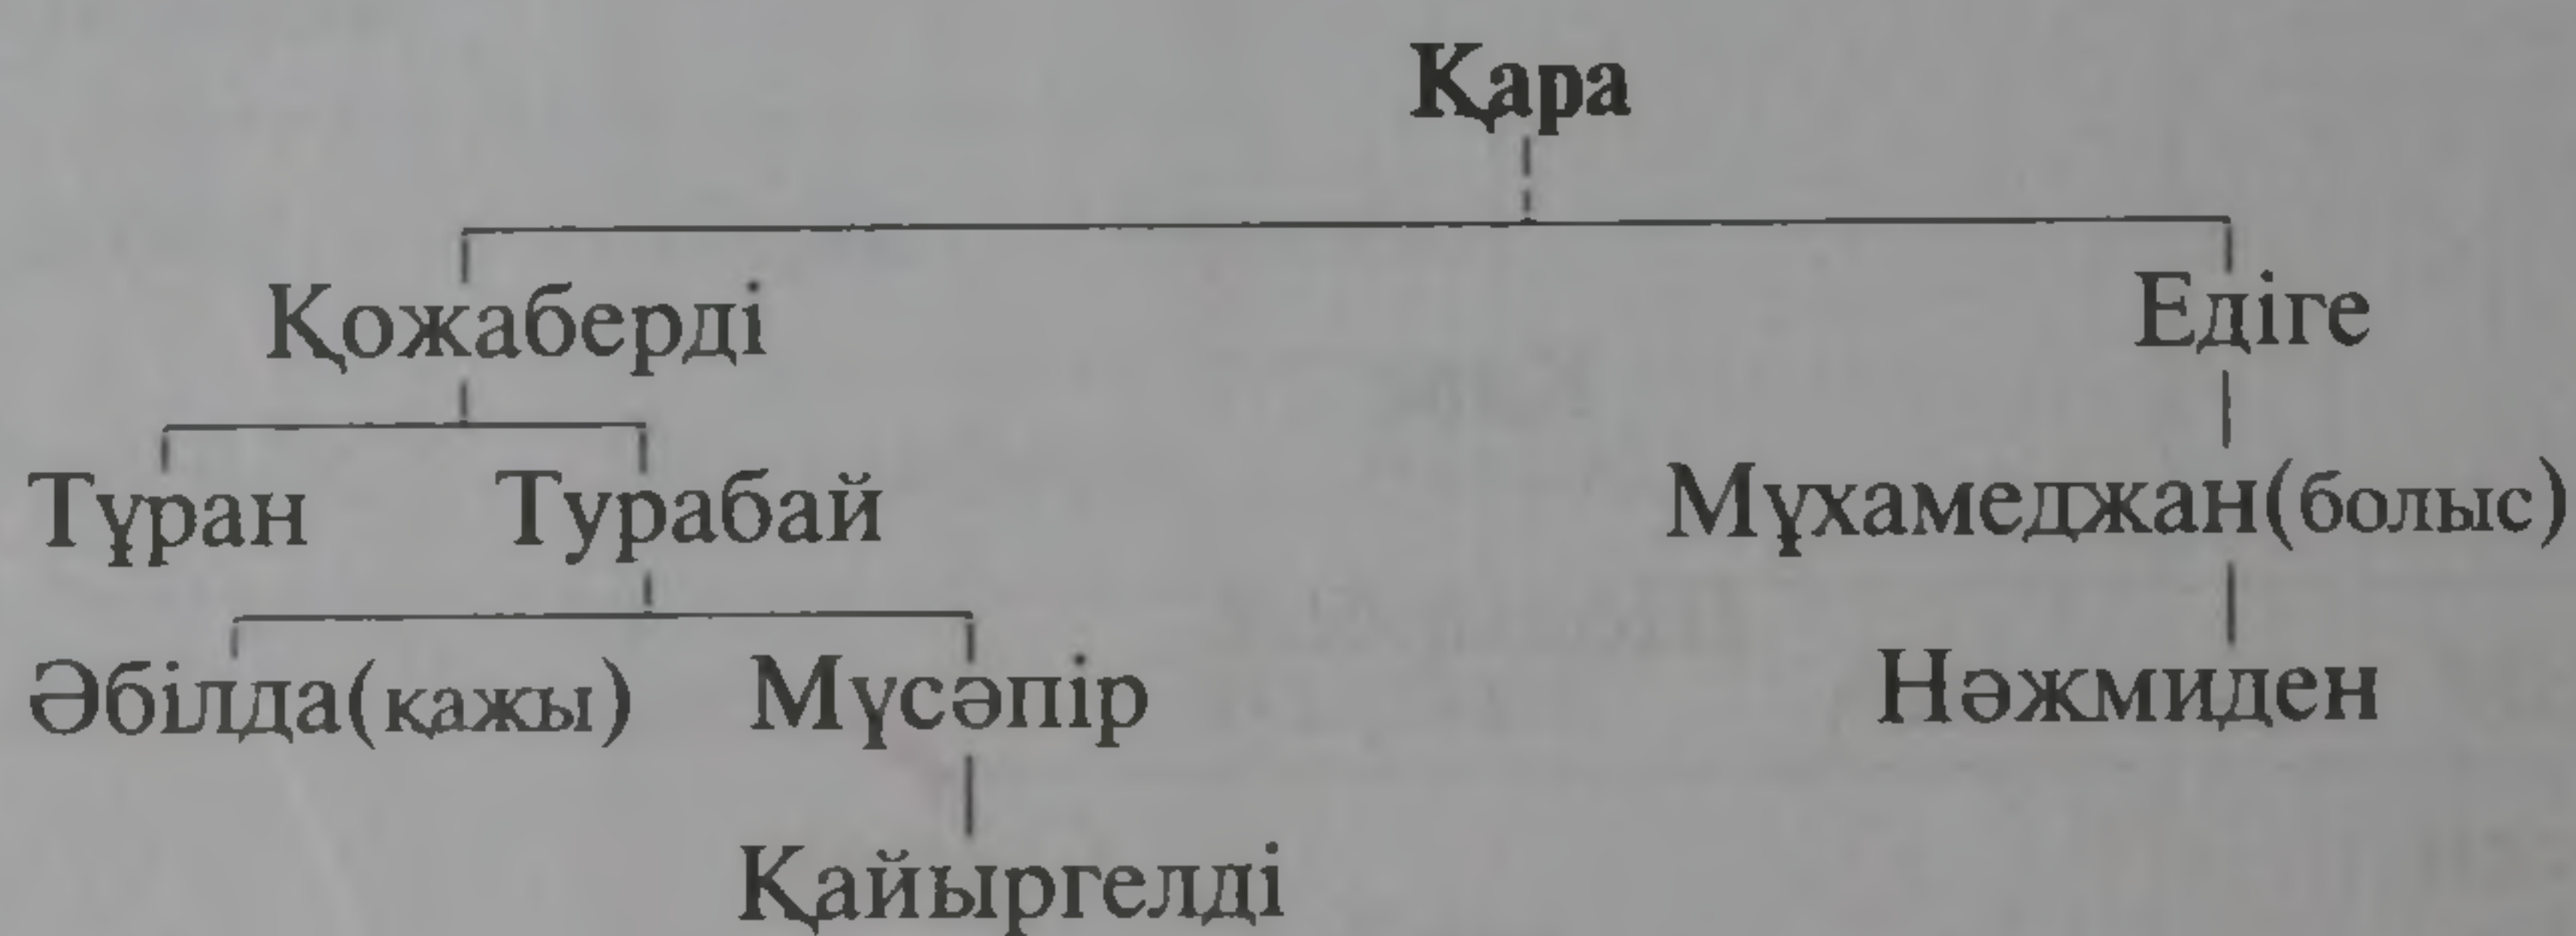 Қара
Қожаберді Едіге
Тұран Турабай Мұхамеджан(болыс)
Әбілда(қажы) Мүсәпір Нәжмиден
Қайыргелді